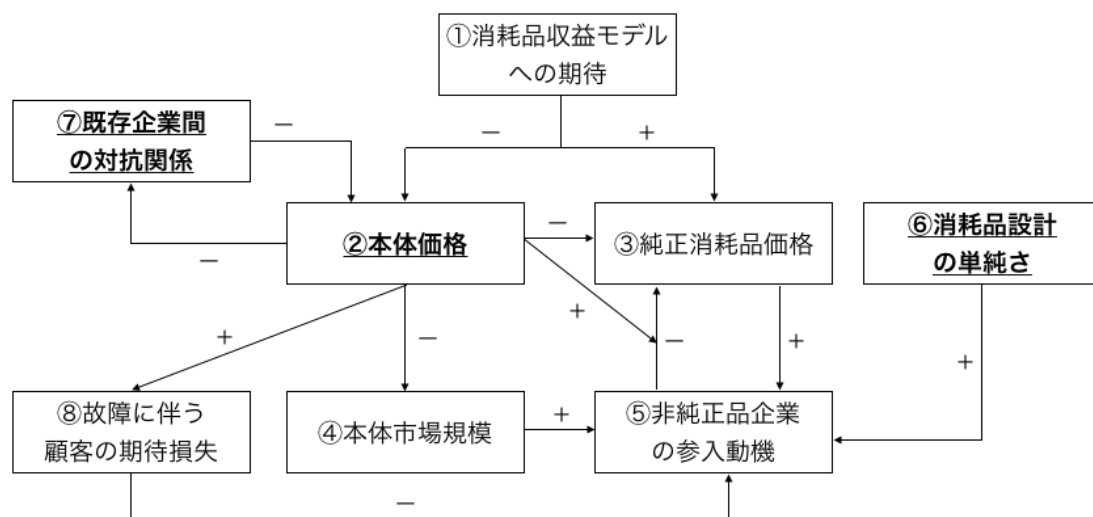 ①消耗品収益モデル
への期待
⑦既存企業間
の対抗関係
－
－
＋
②本体価格
－
③純正消耗品価格
⑥消耗品設計
の単純さ
－
＋
－
＋
－
＋
＋
⑧故障に伴う
顧客の期待損失
④本体市場規模
＋
⑤非純正品企業
の参入動機
－